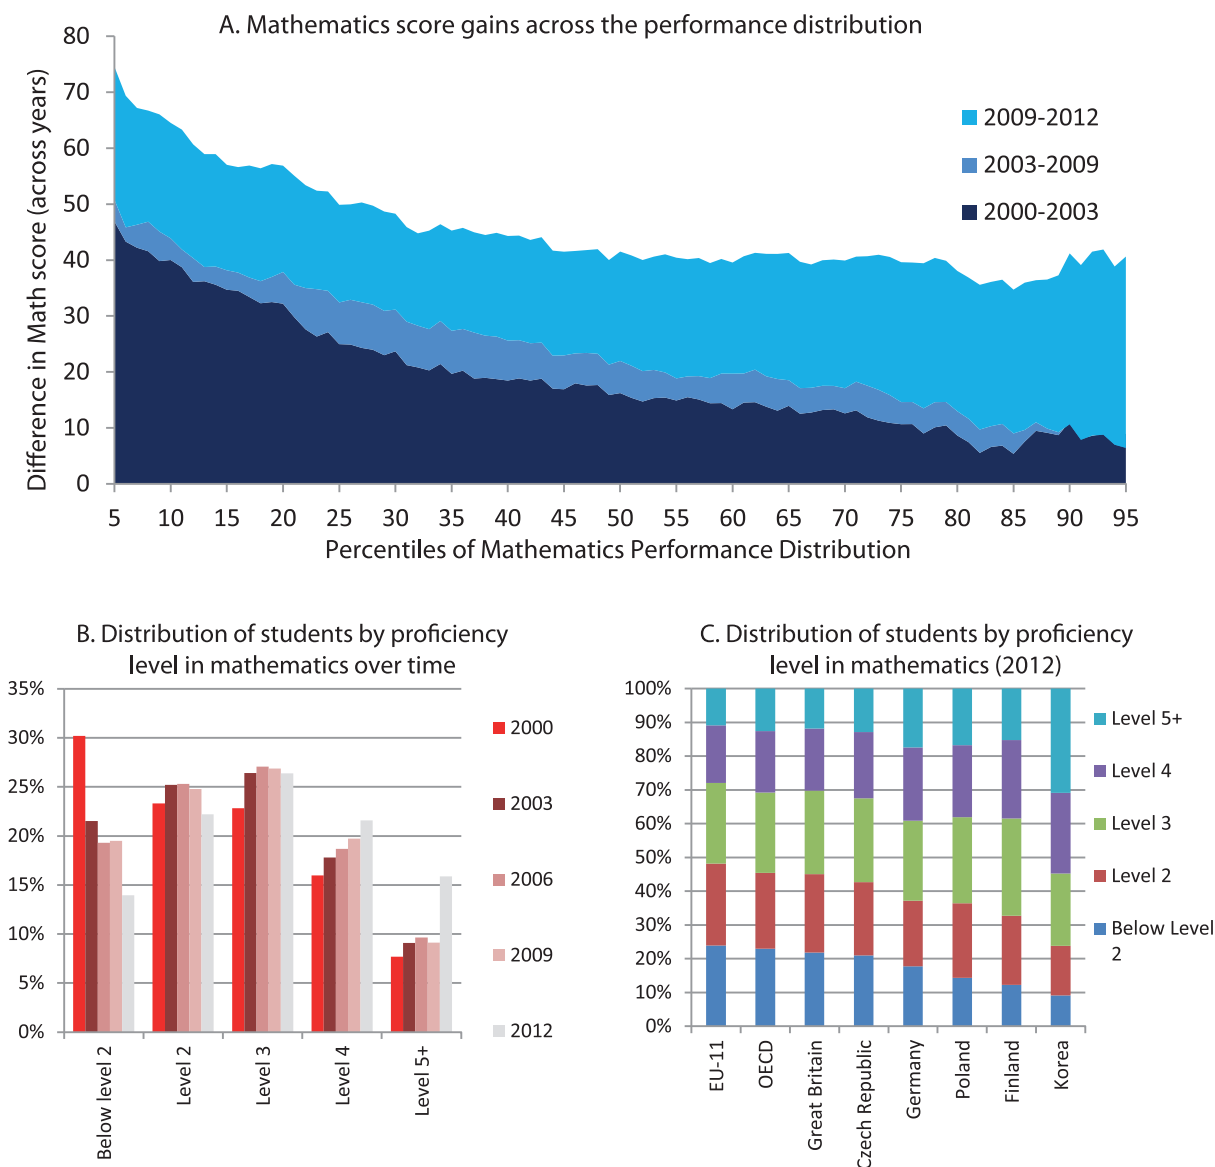 A. Mathematics score gains across the performance distribution
Difference in Math score (across years)
80
70
60
50
40
30
20
10
0
2009-2012
2003-2009
2000-2003
5 10 15 20 25 30 35 40 45 50 55 60 65 70 75 80 85 90 95
Percentiles of Mathematics Performance Distribution
B. Distribution of students by proficiency
level in mathematics over time
35%
30%
25%
20%
15%
10%
5%
0%
2000
2003
2006
2009
2012
Below level 2
Level 2
Level 3
Level 4
Level 5+
C. Distribution of students by proficiency
level in mathematics (2012)
100%
90%
80%
70%
60%
50%
40%
30%
20%
10%
0%
Level 5+
Level 4
Level 3
Level 2
Below Level
2
EU-11
OECD
Great Britain
Czech Republic
Germany
Poland
Finland
Korea